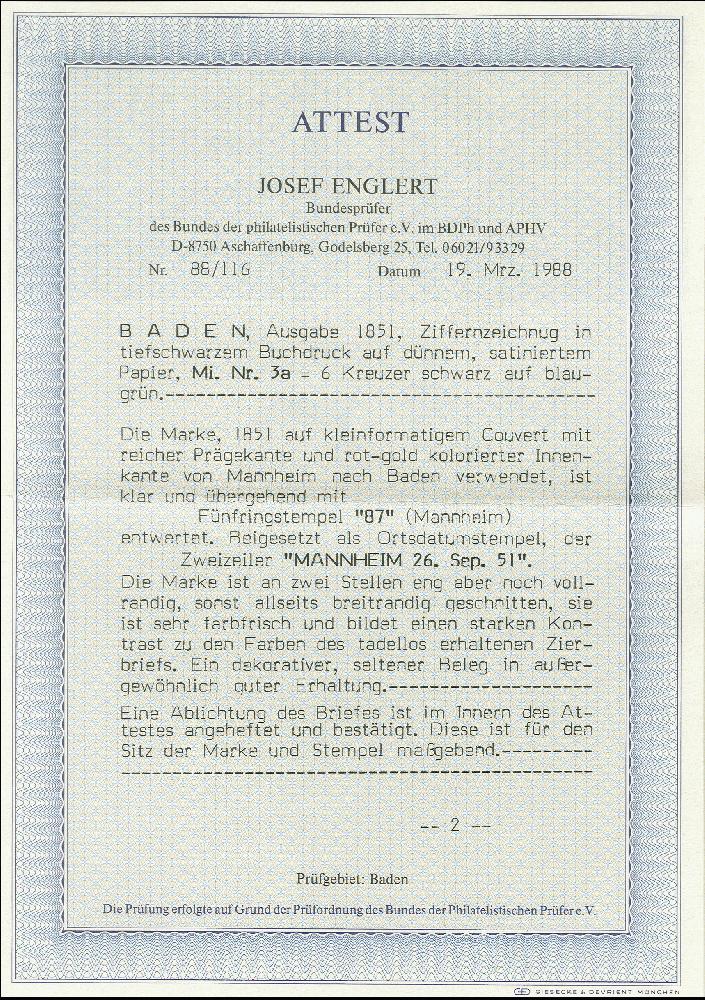 ATTEST
JOSEF ENGLERT
Bundesprüfer
des Bundes der philatelistischen Prüfer e.V. im BDPh und APHV
D-8750 Aschaffenburg, Godelsberg 25, Tel. 06021/93329
Nr. 88/116 Datum 19. Mrz. 1988
B A D E N, Ausgabe 1851, Ziffernzeichnug in
tiefschwarzem Buchdruck auf dünnem, satiniertem
Papier, Mi. Nr. 3a = 6 Kreuzer schwarz auf blau-
grün.------------------------------------------
Die Marke, 1851 auf kleinformatigem Couvert mit
reicher Prägekante und rot-gold kolorierter Innen-
kante von Mannheim nach Baden verwendet, ist
klar und übergehend mit
Fünfringstempel "87" (Mannheim)
entwertet. Beigesetzt als Ortsdatumstempel, der
Zweizeiler "MANNHEIM 26. Sep. 51".
Die Marke ist an zwei Stellen eng aber noch voll-
randig, sonst allseits breitrandig geschnitten, sie
ist sehr farbfrisch und bildet einen starken Kon-
trast zu den Farben des tadellos erhaltenen Zier-
briefs. Ein dekorativer, seltener Beleg in außer-
gewöhnlich guter Erhaltung.--------------------
Eine Ablichtung des Briefes ist im Innern des At-
testes angeheftet und bestätigt. Diese ist für den
Sitz der Marke und Stempel maßgebend.---------
-----------------------------------------------
-- 2 --
Prüfgebiet: Baden
Die Prüfung erfolgte auf Grund der Prüfordnung des Bundes der Philatelistischen Prüfer e.V.
GIESECKE & DEVRIENT MÜNCHEN